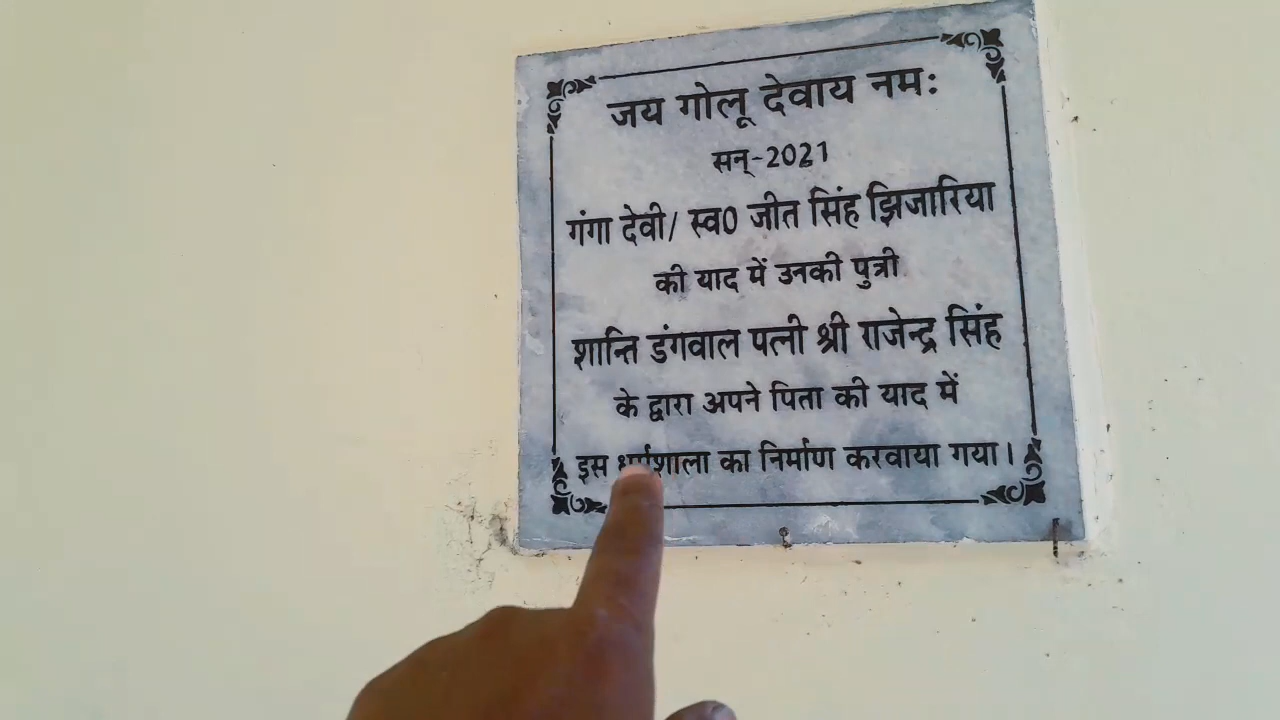 जय गोलू देवाय नमः
सन्-2021
गंगा देवी/ स्व0 जीत सिंह झिजारिया
की याद में उनकी पुत्री
शान्ति डंगवाल पत्नी श्री राजेन्द्र सिंह
के द्वारा अपने पिता की याद में
इस धर्मशाला का निर्माण करवाया गया।